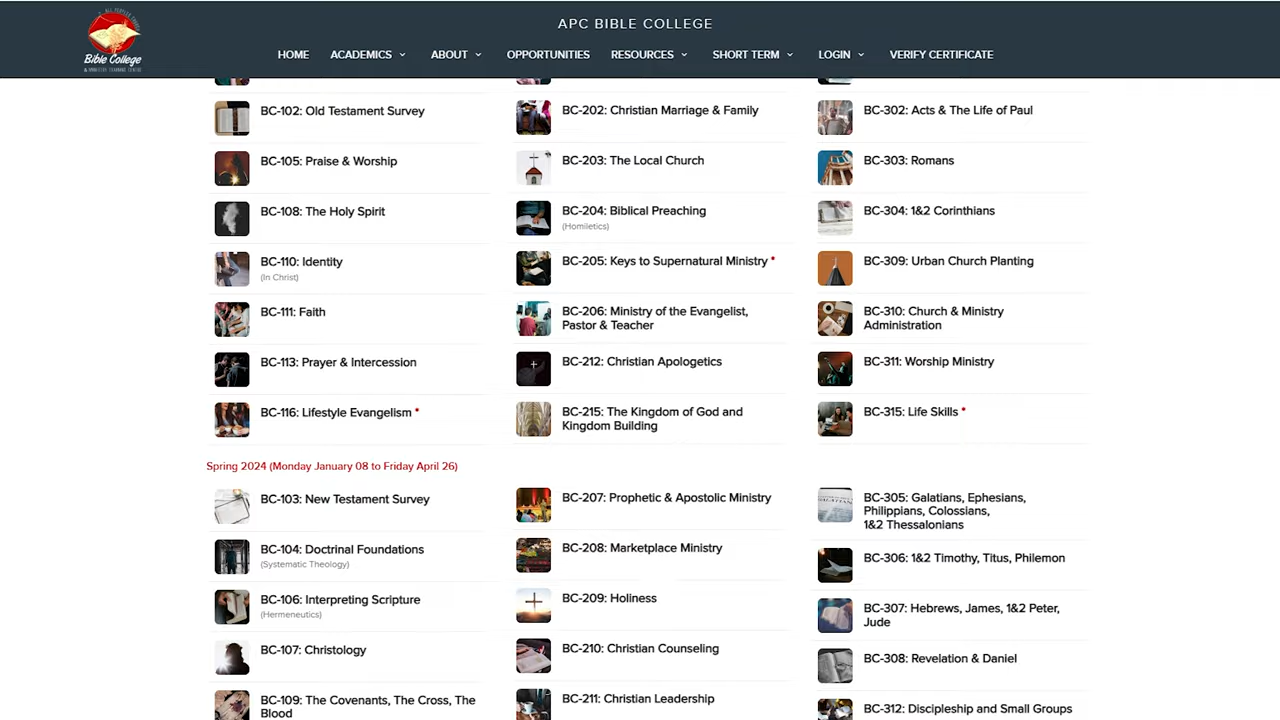 APC BIBLE COLLEGE
Bible College
HOME
ACADEMICS
ABOUT
OPPORTUNITIES
RESOURCES
SHORT TERM
LOGIN
VERIFY CERTIFICATE
BC-102: Old Testament Survey
BC-105: Praise & Worship
BC-108: The Holy Spirit
BC-110: Identity
(In Christ)
BC-111: Faith
BC-113: Prayer & Intercession
BC-116: Lifestyle Evangelism *
BC-202: Christian Marriage & Family
BC-203: The Local Church
BC-204: Biblical Preaching
(Homiletics)
BC-205: Keys to Supernatural Ministry *
BC-206: Ministry of the Evangelist,
Pastor & Teacher
BC-212: Christian Apologetics
BC-215: The Kingdom of God and
Kingdom Building
BC-302: Acts & The Life of Paul
BC-303: Romans
BC-304: 1&2 Corinthians
BC-309: Urban Church Planting
BC-310: Church & Ministry
Administration
BC-311: Worship Ministry
BC-315: Life Skills *
Spring 2024 (Monday January 08 to Friday April 26)
BC-103: New Testament Survey
BC-104: Doctrinal Foundations
(Systematic Theology)
BC-106: Interpreting Scripture
(Hermeneutics)
BC-107: Christology
BC-109: The Covenants, The Cross, The
Blood
BC-207: Prophetic & Apostolic Ministry
BC-208: Marketplace Ministry
BC-209: Holiness
BC-210: Christian Counseling
BC-211: Christian Leadership
BC-305: Galatians, Ephesians,
Philippians, Colossians,
1&2 Thessalonians
BC-306: 1&2 Timothy, Titus, Philemon
BC-307: Hebrews, James, 1&2 Peter,
Jude
BC-308: Revelation & Daniel
BC-312: Discipleship and Small Groups